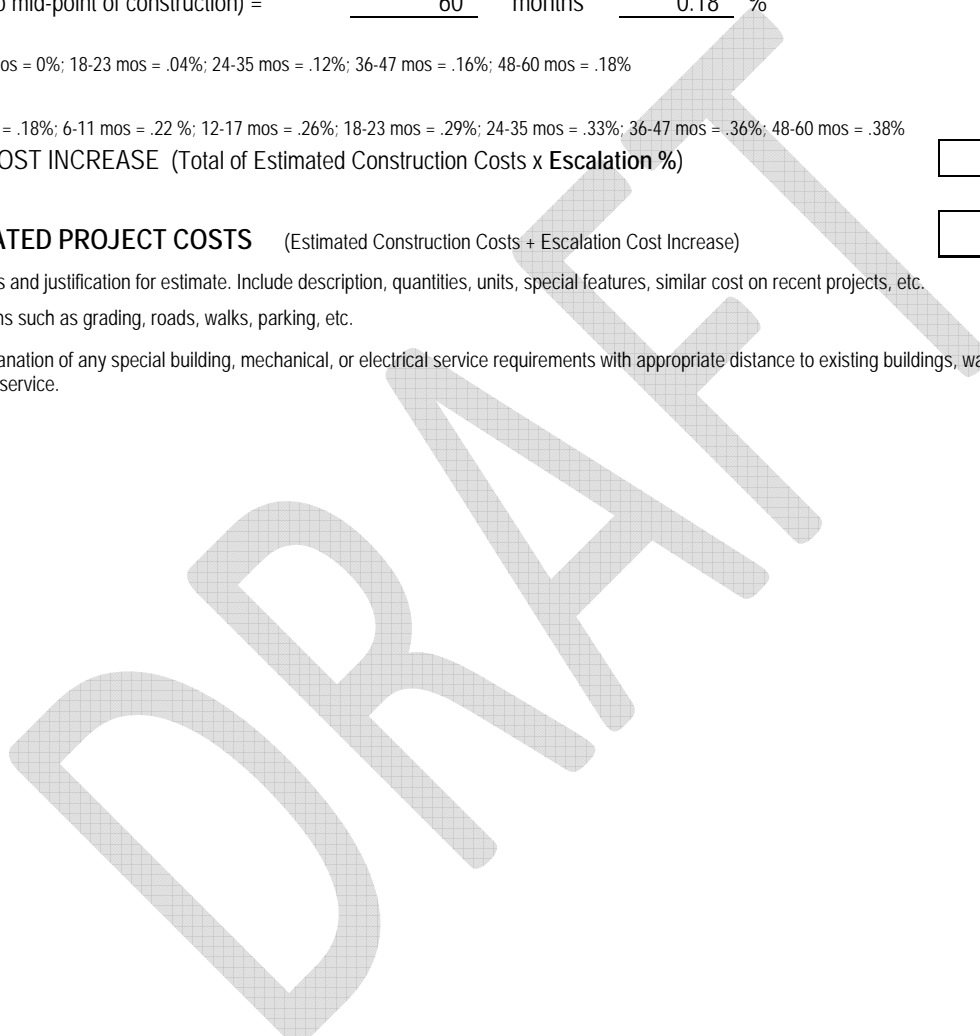 mid-point of construction) = 60 months 0.18 %
mos = 0%; 18-23 mos = .04%; 24-35 mos = .12%; 36-47 mos = .16%; 48-60 mos = .18%
= .18%; 6-11 mos = .22 %; 12-17 mos = .26%; 18-23 mos = .29%; 24-35 mos = .33%; 36-47 mos = .36%; 48-60 mos = .38%
COST INCREASE (Total of Estimated Construction Costs x Escalation %)
ATED PROJECT COSTS (Estimated Construction Costs + Escalation Cost Increase)
s and justification for estimate. Include description, quantities, units, special features, similar cost on recent projects, etc.
ns such as grading, roads, walks, parking, etc.
anation of any special building, mechanical, or electrical service requirements with appropriate distance to existing buildings, wa
service.
DRAFT